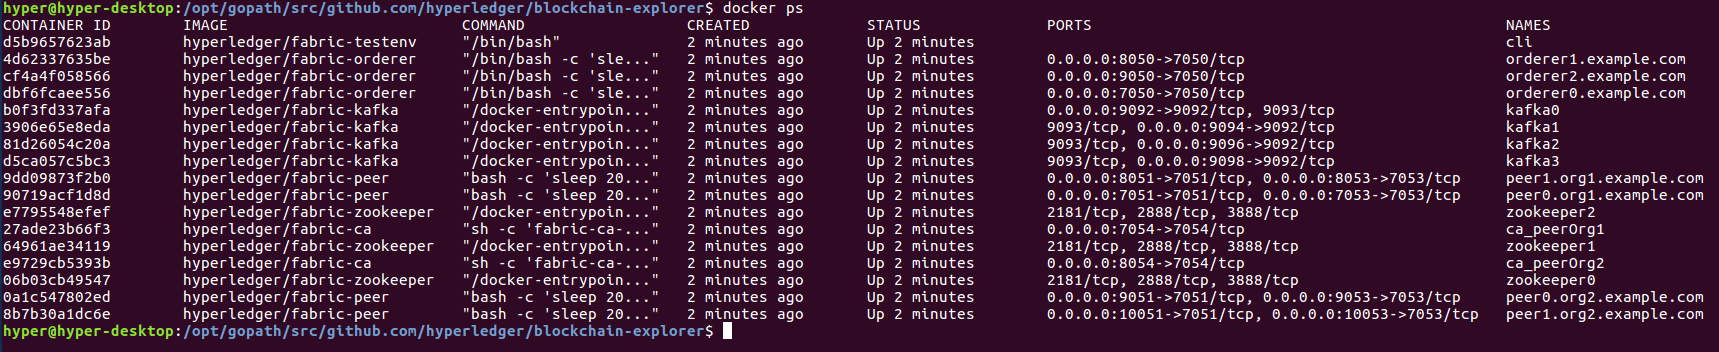 hyper@hyper-desktop:/opt/gopath/src/github.com/hyperledger/blockchain-explorer$ docker ps
CONTAINER ID        IMAGE                          COMMAND                  CREATED             STATUS              PORTS                                              NAMES
d5b9657623ab        hyperledger/fabric-testenv     "/bin/bash"              2 minutes ago       Up 2 minutes                                                           cli
4d62337635be        hyperledger/fabric-orderer     "/bin/bash -c 'sle..."   2 minutes ago       Up 2 minutes        0.0.0.0:8050->7050/tcp                             orderer1.example.com
cf4a4f058566        hyperledger/fabric-orderer     "/bin/bash -c 'sle..."   2 minutes ago       Up 2 minutes        0.0.0.0:9050->7050/tcp                             orderer2.example.com
dbf6fcaee556        hyperledger/fabric-orderer     "/bin/bash -c 'sle..."   2 minutes ago       Up 2 minutes        0.0.0.0:7050->7050/tcp                             orderer0.example.com
b0f3fd337afa        hyperledger/fabric-kafka       "/docker-entrypoin..."   2 minutes ago       Up 2 minutes        0.0.0.0:9092->9092/tcp, 9093/tcp                   kafka0
3906e65e8eda        hyperledger/fabric-kafka       "/docker-entrypoin..."   2 minutes ago       Up 2 minutes        9093/tcp, 0.0.0.0:9094->9092/tcp                   kafka1
81d26054c20a        hyperledger/fabric-kafka       "/docker-entrypoin..."   2 minutes ago       Up 2 minutes        9093/tcp, 0.0.0.0:9096->9092/tcp                   kafka2
d5ca057c5bc3        hyperledger/fabric-kafka       "/docker-entrypoin..."   2 minutes ago       Up 2 minutes        9093/tcp, 0.0.0.0:9098->9092/tcp                   kafka3
9dd09873f2b0        hyperledger/fabric-peer        "bash -c 'sleep 20..."   2 minutes ago       Up 2 minutes        0.0.0.0:8051->7051/tcp, 0.0.0.0:8053->7053/tcp     peer1.org1.example.com
90719acf1d8d        hyperledger/fabric-peer        "bash -c 'sleep 20..."   2 minutes ago       Up 2 minutes        0.0.0.0:7051->7051/tcp, 0.0.0.0:7053->7053/tcp     peer0.org1.example.com
e7795548efef        hyperledger/fabric-zookeeper   "/docker-entrypoin..."   2 minutes ago       Up 2 minutes        2181/tcp, 2888/tcp, 3888/tcp                       zookeeper2
27ade23b66f3        hyperledger/fabric-ca          "sh -c 'fabric-ca-..."   2 minutes ago       Up 2 minutes        0.0.0.0:7054->7054/tcp                             ca_peerOrg1
64961ae34119        hyperledger/fabric-zookeeper   "/docker-entrypoin..."   2 minutes ago       Up 2 minutes        2181/tcp, 2888/tcp, 3888/tcp                       zookeeper1
e9729cb5393b        hyperledger/fabric-ca          "sh -c 'fabric-ca-..."   2 minutes ago       Up 2 minutes        0.0.0.0:8054->7054/tcp                             ca_peerOrg2
06b03cb49547        hyperledger/fabric-zookeeper   "/docker-entrypoin..."   2 minutes ago       Up 2 minutes        2181/tcp, 2888/tcp, 3888/tcp                       zookeeper0
0a1c547802ed        hyperledger/fabric-peer        "bash -c 'sleep 20..."   2 minutes ago       Up 2 minutes        0.0.0.0:9051->7051/tcp, 0.0.0.0:9053->7053/tcp     peer0.org2.example.com
8b7b30a1dc6e        hyperledger/fabric-peer        "bash -c 'sleep 20..."   2 minutes ago       Up 2 minutes        0.0.0.0:10051->7051/tcp, 0.0.0.0:10053->7053/tcp   peer1.org2.example.com
hyper@hyper-desktop:/opt/gopath/src/github.com/hyperledger/blockchain-explorer$